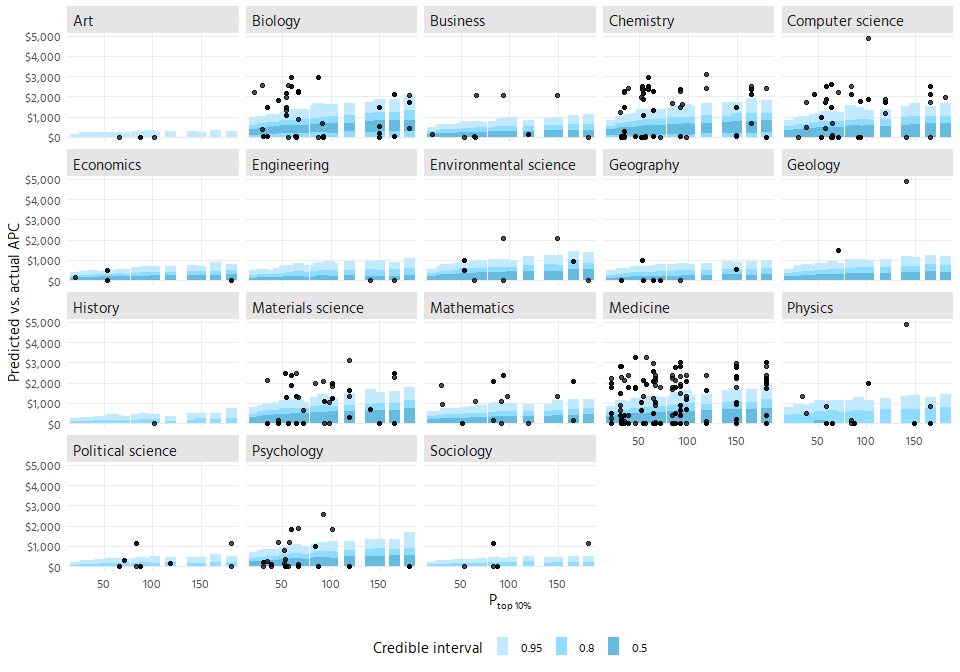 Art Biology Business Chemistry Computer science
$5,000
$4,000
$3,000
$2,000
$1,000
$0
Economics Engineering Environmental science Geography Geology
$5,000
$4,000
$3,000
$2,000
$1,000
$0
Predicted vs. actual APC
History Materials science Mathematics Medicine Physics
$5,000
$4,000
$3,000
$2,000
$1,000
$0
50 100 150 50 100 150
Political science Psychology Sociology
$5,000
$4,000
$3,000
$2,000
$1,000
$0
50 100 150 50 100 150 50 100 150
P top 10%
Credible interval 0.95 0.8 0.5